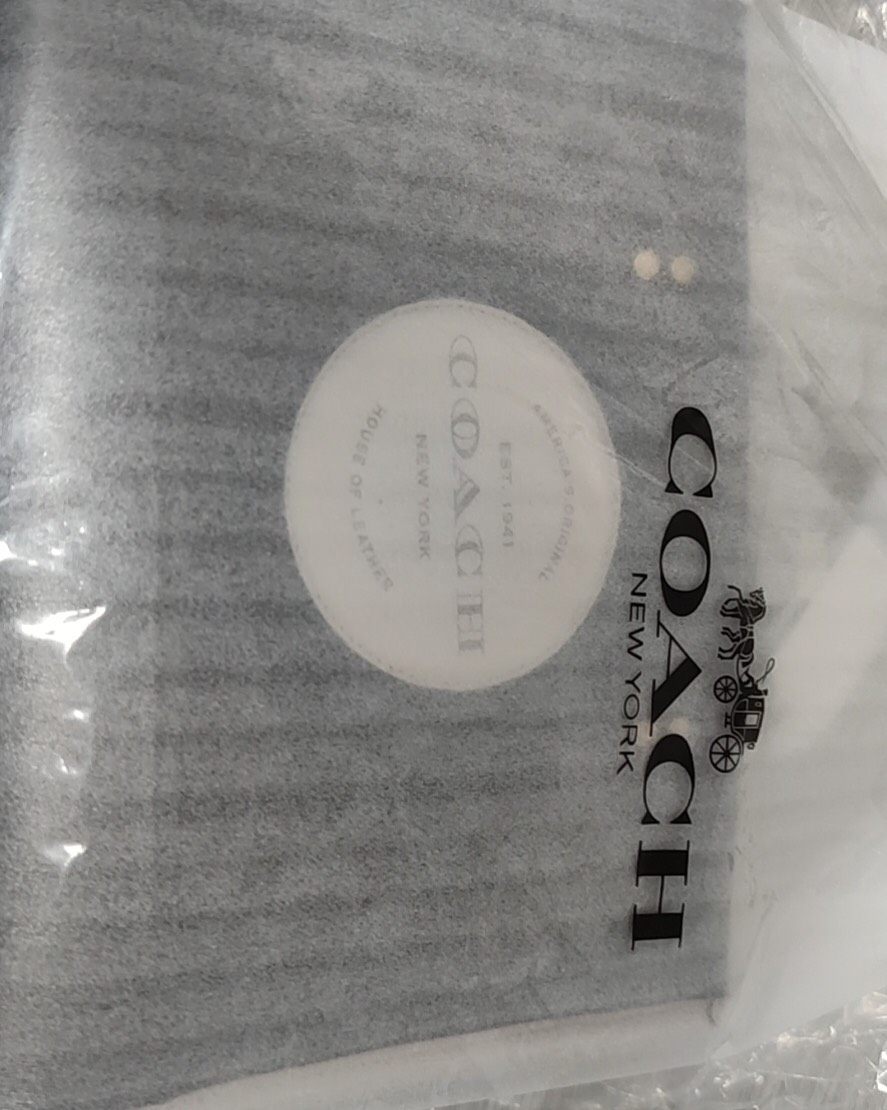 COACH
NEW YORK
AMERICA'S ORIGINAL
EST. 1941
COACH
NEW YORK
HOUSE OF LEATHER